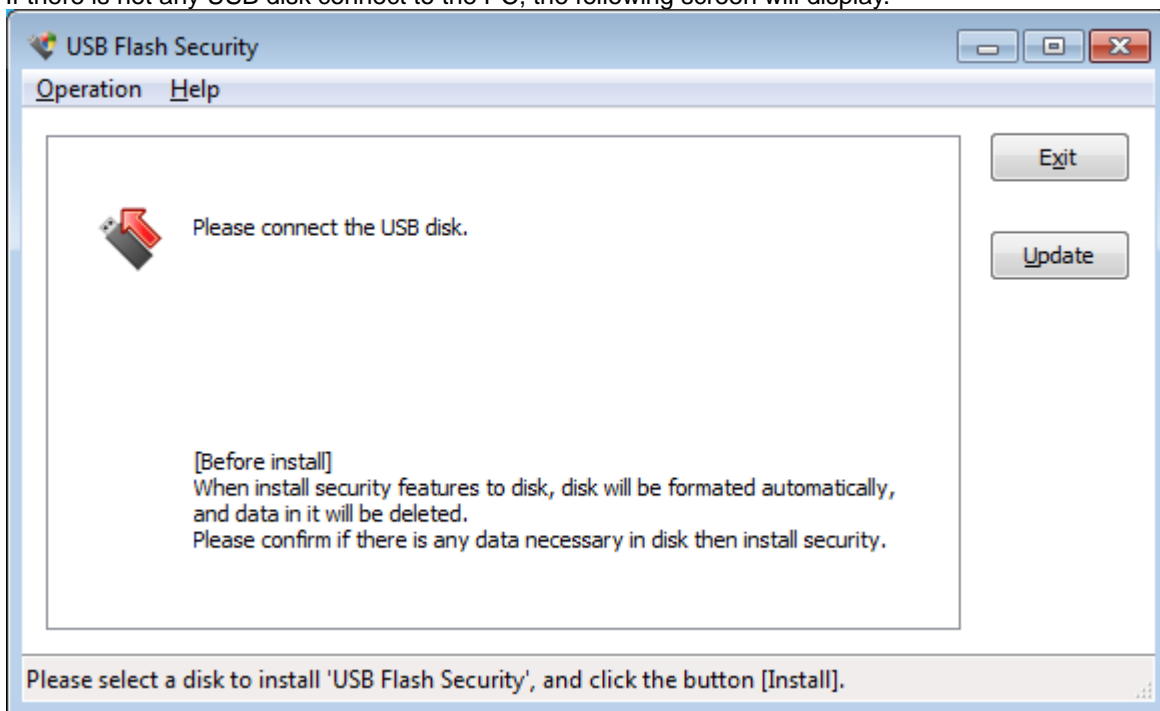 If there is not any USB disk connect to the PC, the following screen will display.
USB Flash Security
Operation Help
Exit
Please connect the USB disk.
Update
[Before install]
When install security features to disk, disk will be formated automatically,
and data in it will be deleted.
Please confirm if there is any data necessary in disk then install security.
Please select a disk to install 'USB Flash Security', and click the button [Install].